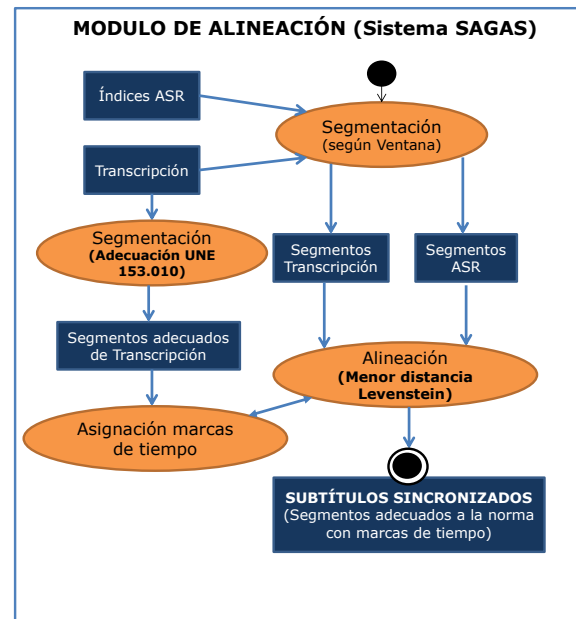 MODULO DE ALINEACIÓN (Sistema SAGAS)
Índices ASR
Segmentación
(según Ventana)
Transcripción
Segmentación
(Adecuación UNE
153.010)
Segmentos
Transcripción
Segmentos
ASR
Segmentos adecuados
de Transcripción
Alineación
(Menor distancia
Levenstein)
Asignación marcas
de tiempo
SUBTÍTULOS SINCRONIZADOS
(Segmentos adecuados a la norma
con marcas de tiempo)